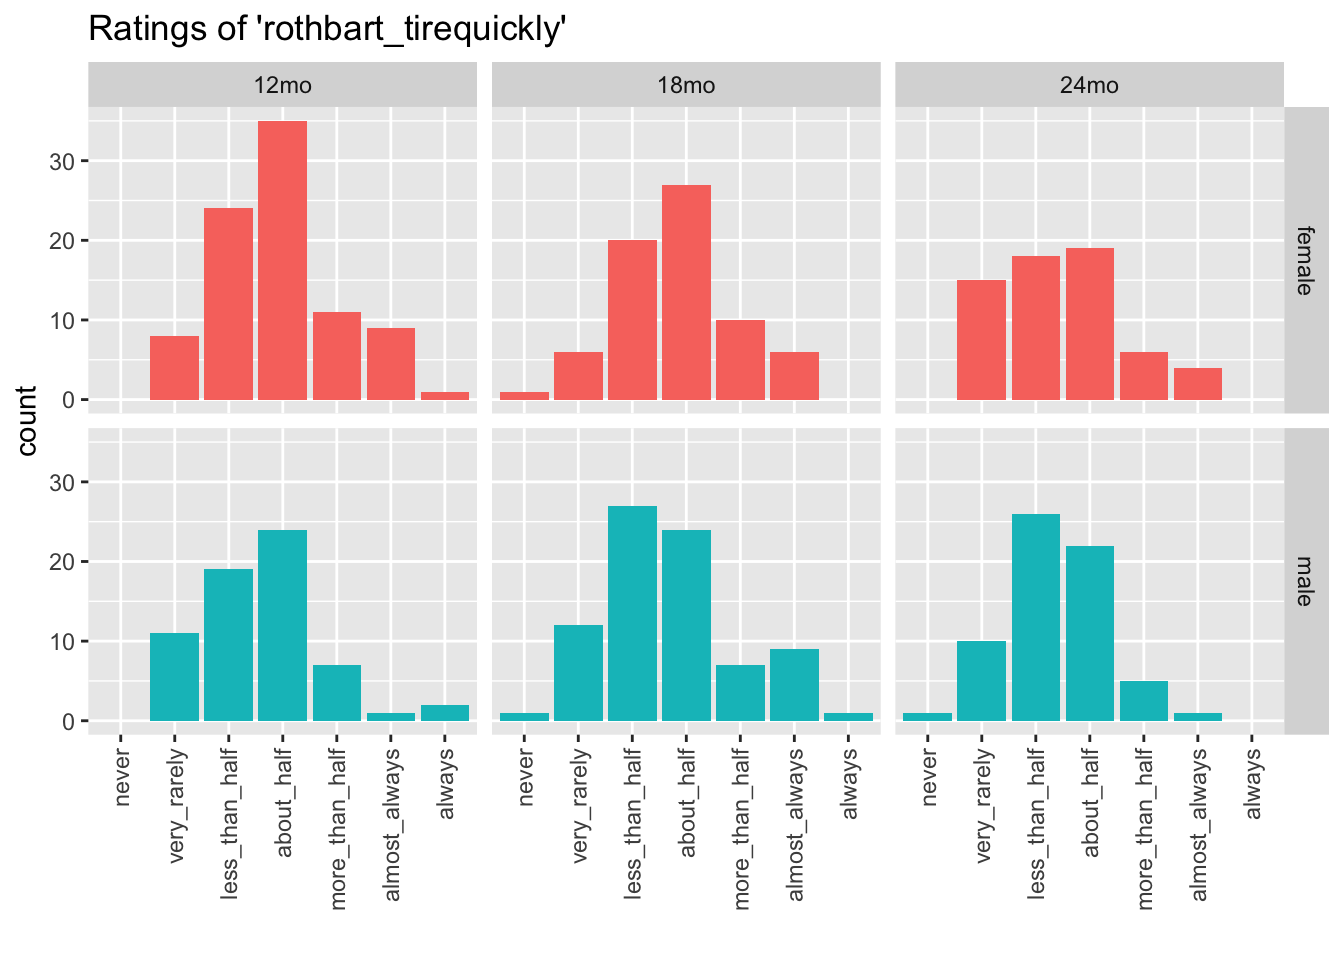 Ratings of 'rothbart_tirequickly'
12mo
18mo
24mo
count
30
20
10
0
female
30
20
10
0
male
never
very_rarely
less_than_half
about_half
more_than_half
almost_always
always
never
very_rarely
less_than_half
about_half
more_than_half
almost_always
always
never
very_rarely
less_than_half
about_half
more_than_half
almost_always
always